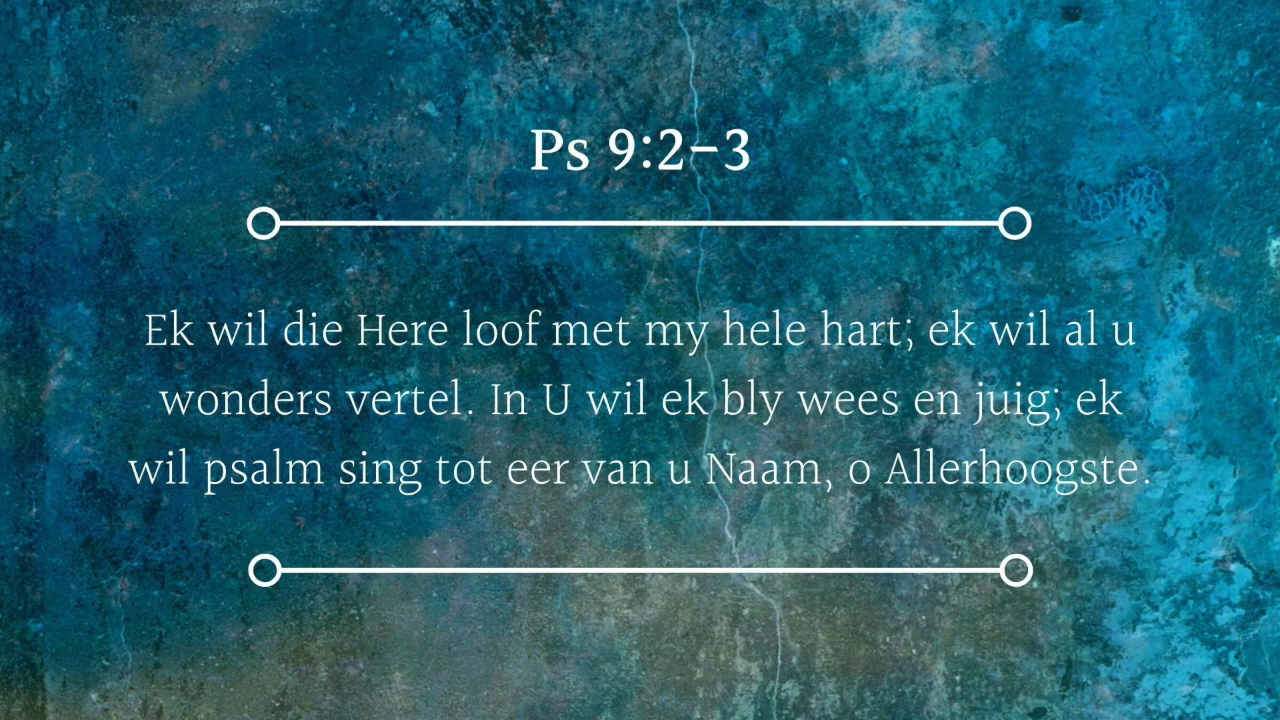 Ps 9:2–3
Ek wil die Here loof met my hele hart; ek wil al u
wonders vertel. In U wil ek bly wees en juig; ek
wil psalm sing tot eer van u Naam, o Allerhoogste.